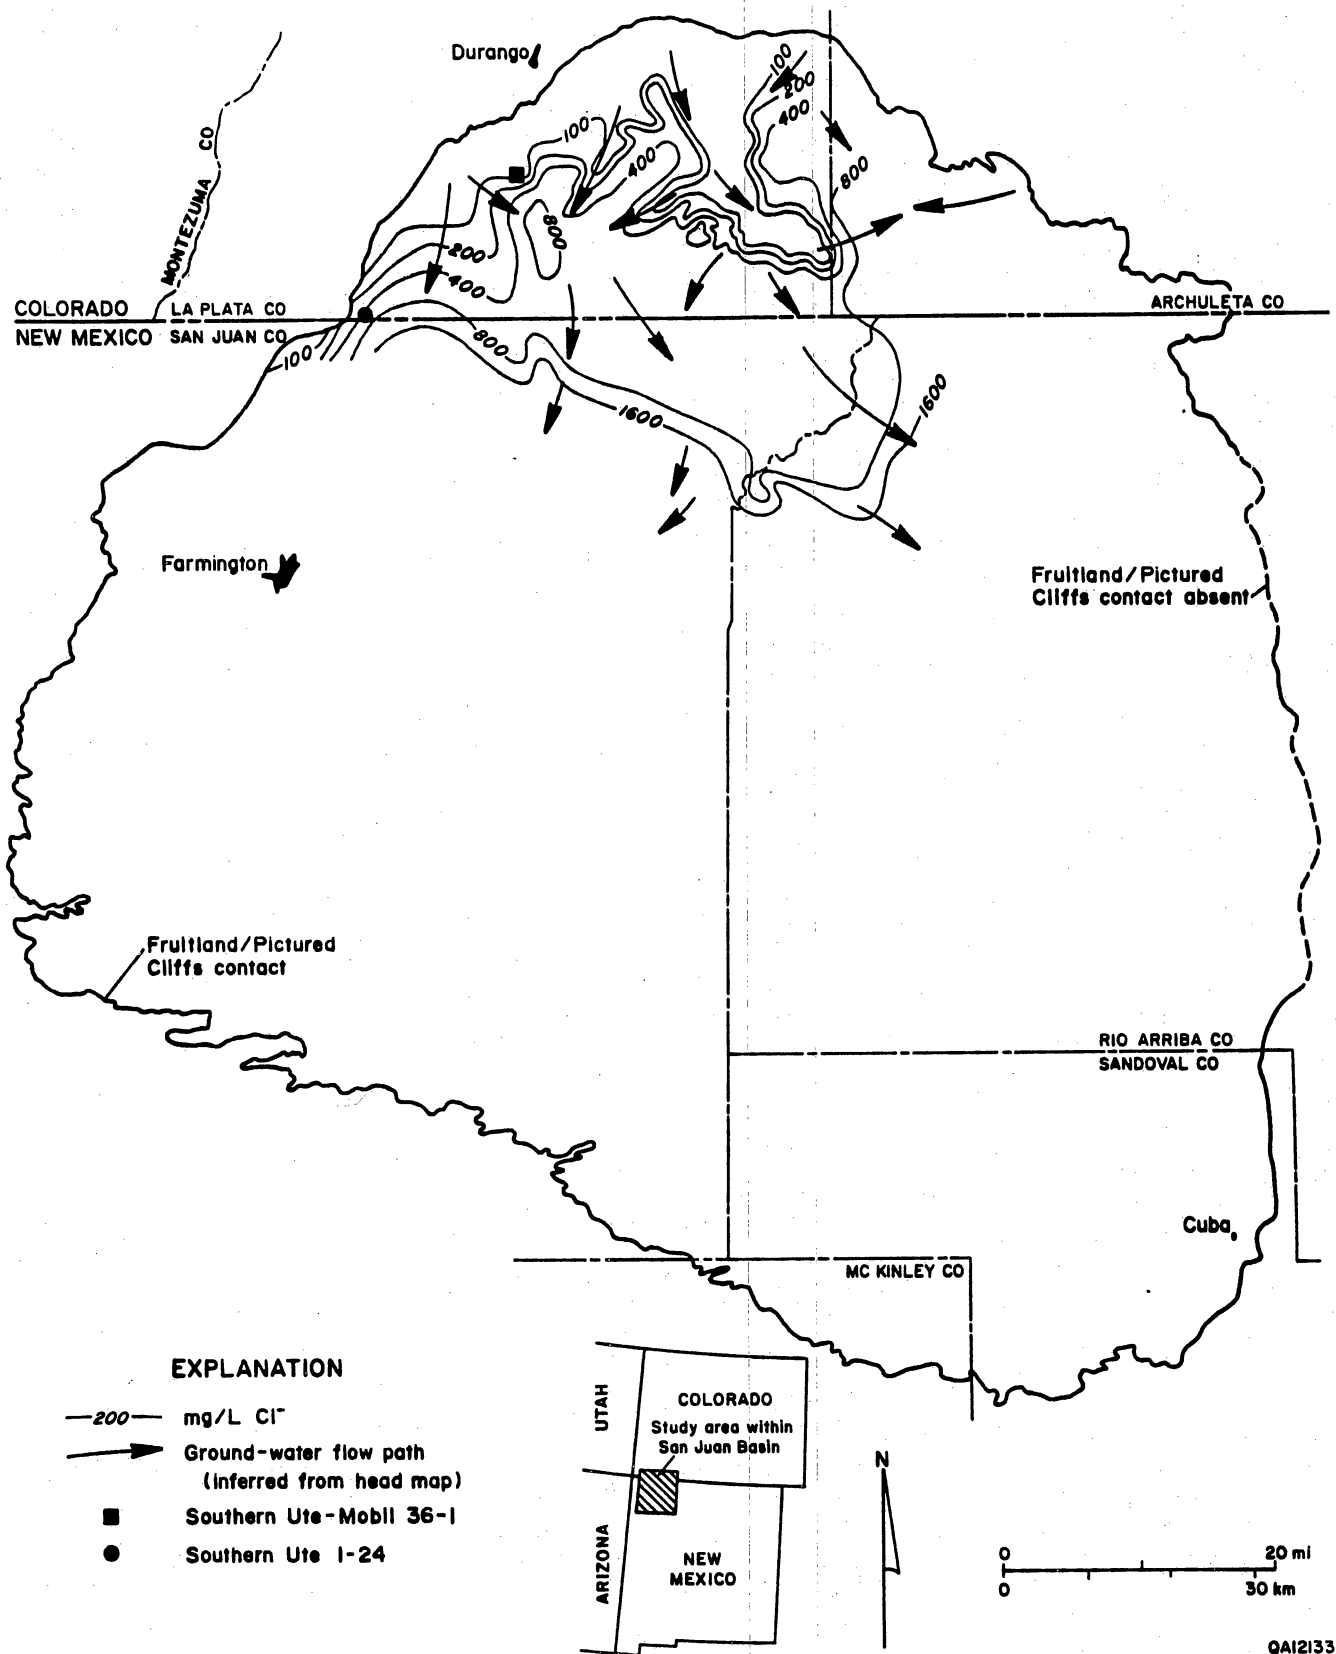 Durango
100
200
400
100
400
800
MONTEZUMA CO
800
200
400
COLORADO
LA PLATA CO
ARCHULETA CO
NEW MEXICO
SAN JUAN CO
100
800
1600
1600
Farmington
Fruitland/Pictured
Cliffs contact absent
Fruitland/Pictured
Cliffs contact
RIO ARRIBA CO
SANDOVAL CO
Cuba
MC KINLEY CO
EXPLANATION
200 mg/L Cl⁻
Ground-water flow path
(inferred from head map)
Southern Ute-Mobil 36-1
Southern Ute 1-24
UTAH
COLORADO
Study area within
San Juan Basin
ARIZONA
NEW
MEXICO
N
0 20 mi
0 30 km
QA12133